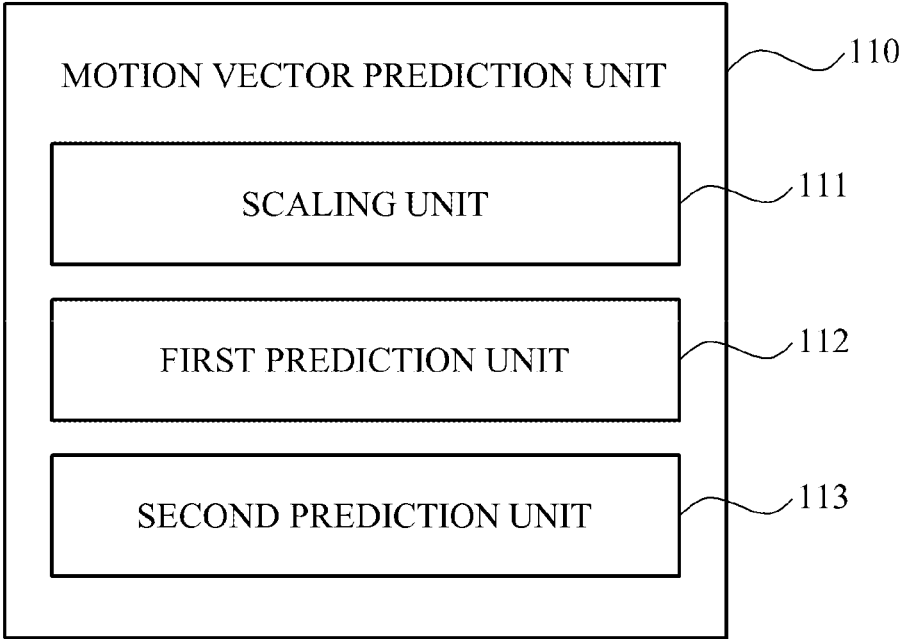 MOTION VECTOR PREDICTION UNIT
110
SCALING UNIT
111
FIRST PREDICTION UNIT
112
SECOND PREDICTION UNIT
113